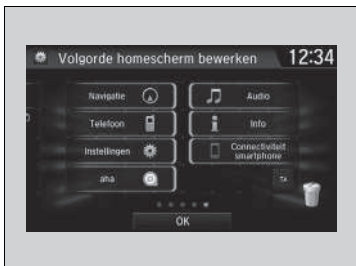 Volgorde homescherm bewerken 12:34
Navigatie
Audio
Telefoon
Info
Instellingen
Connectiviteit
smartphone
aha
OK